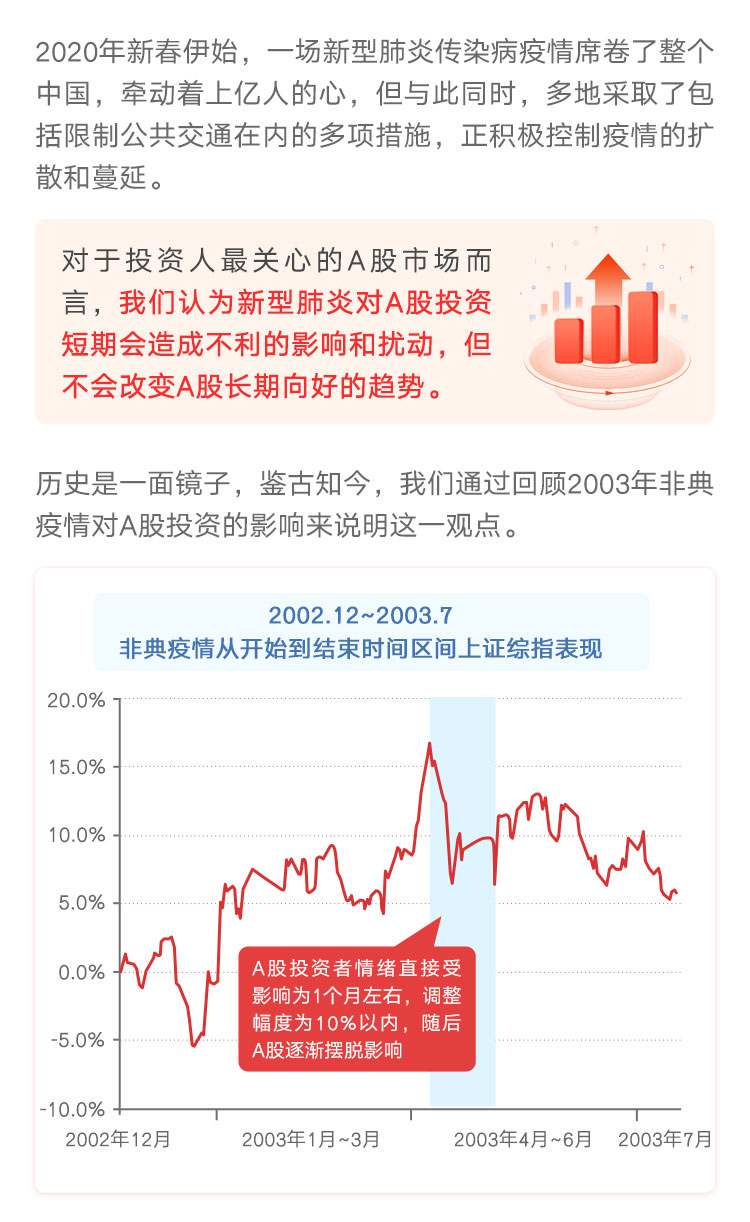 2020年新春伊始，一场新型肺炎传染病疫情席卷了整个
中国，牵动着上亿人的心，但与此同时，多地采取了包
括限制公共交通在内的多项措施，正积极控制疫情的扩
散和蔓延。
对于投资人最关心的A股市场而
言，我们认为新型肺炎对A股投资
短期会造成不利的影响和扰动，但
不会改变A股长期向好的趋势。
历史是一面镜子，鉴古知今，我们通过回顾2003年非典
疫情对A股投资的影响来说明这一观点。
2002.12~2003.7
非典疫情从开始到结束时间区间上证综指表现
20.0%
15.0%
10.0%
5.0%
0.0%
-5.0%
-10.0%
A股投资者情绪直接受
影响为1个月左右，调整
幅度为10%以内，随后
A股逐渐摆脱影响
2002年12月
2003年1月~3月
2003年4月~6月
2003年7月